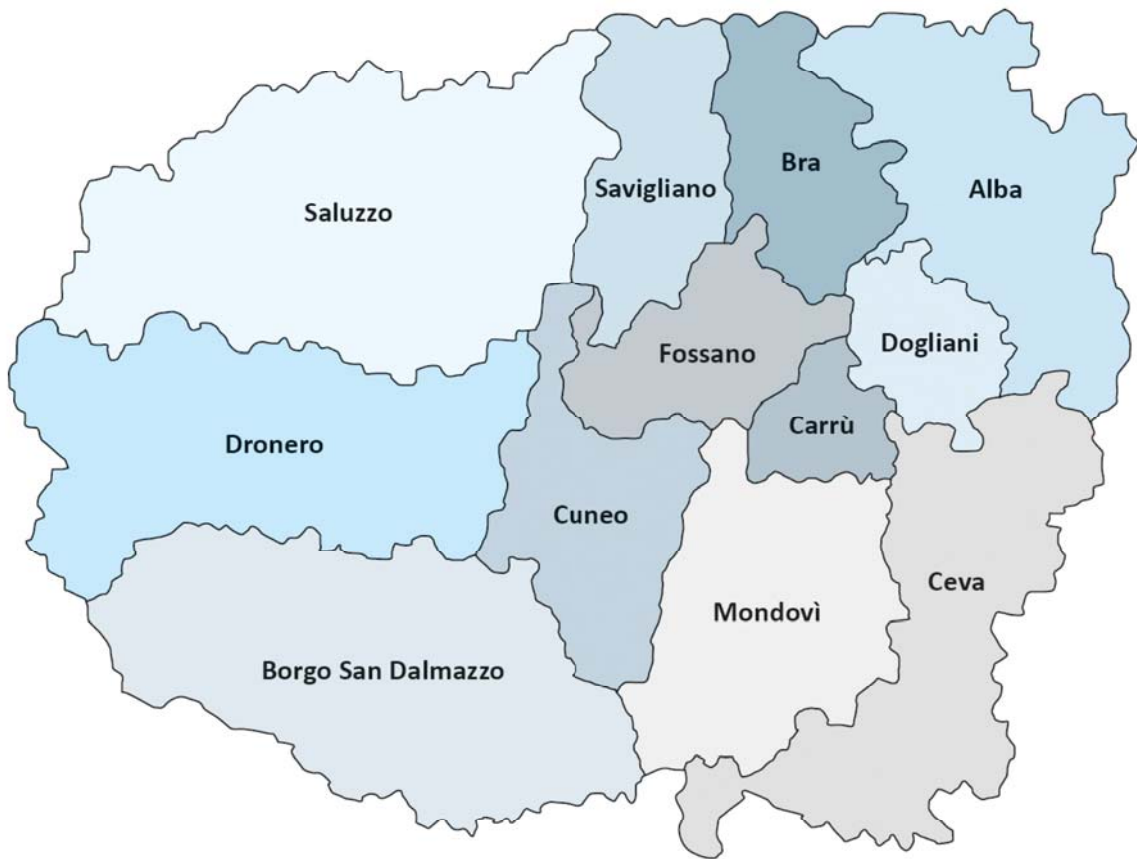 Bra
Savigliano
Alba
Saluzzo
Dogliani
Fossano
Carrù
Dronero
Cuneo
Ceva
Mondovì
Borgo San Dalmazzo